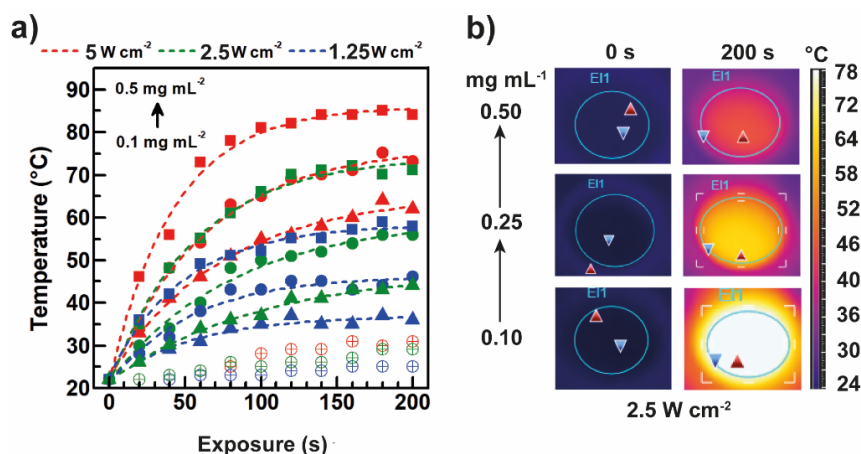 a)
5 W cm-2 2.5 W cm-2 1.25 W cm-2
0.5 mg mL-2
0.1 mg mL-2
90
80
70
60
50
40
30
20
Temperature (°C)
0 50 100 150 200
Exposure (s)
b)
0 s 200 s °C
mg mL-1
0.50
0.25
0.10
El1 El1
El1 El1
El1 El1
78
72
64
58
52
46
44
36
30
24
2.5 W cm-2